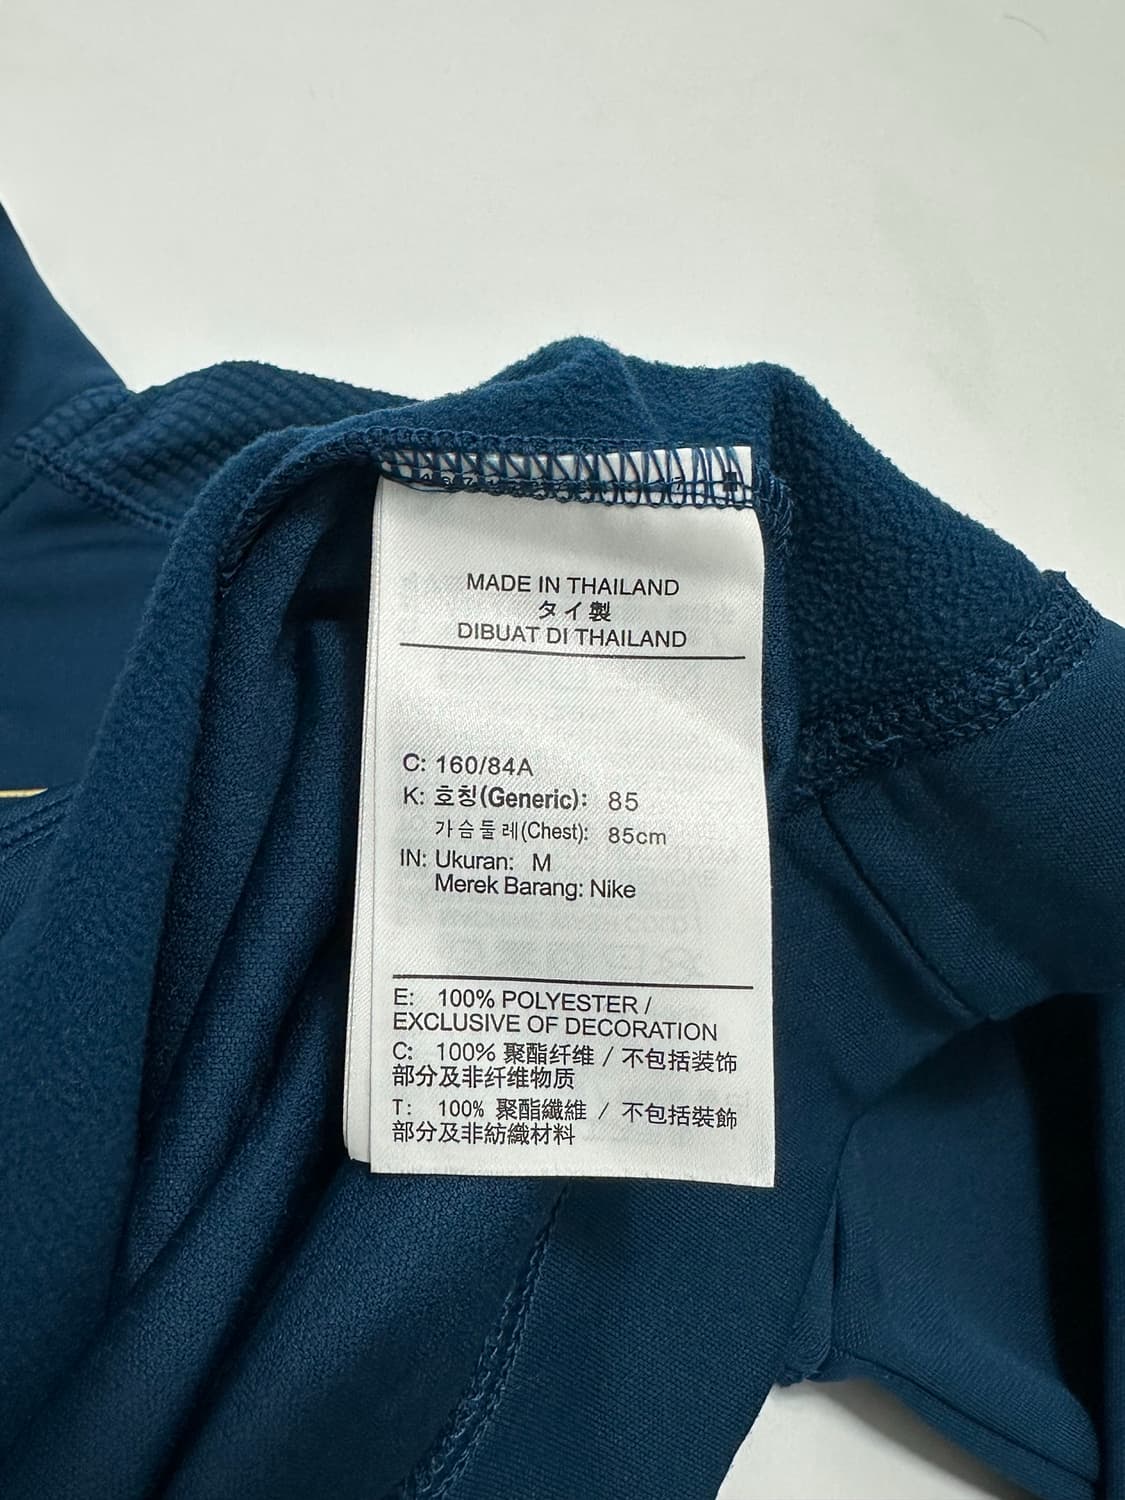 MADE IN THAILAND
タイ製
DIBUAT DI THAILAND
C: 160/84A
K: 호칭(Generic): 85
가슴둘레(Chest): 85cm
IN: Ukuran: M
Merek Barang: Nike
E: 100% POLYESTER /
EXCLUSIVE OF DECORATION
C: 100% 聚酯纤维 / 不包括装饰
部分及非纤维物质
T: 100% 聚酯纖維 / 不包括裝飾
部分及非紡織材料